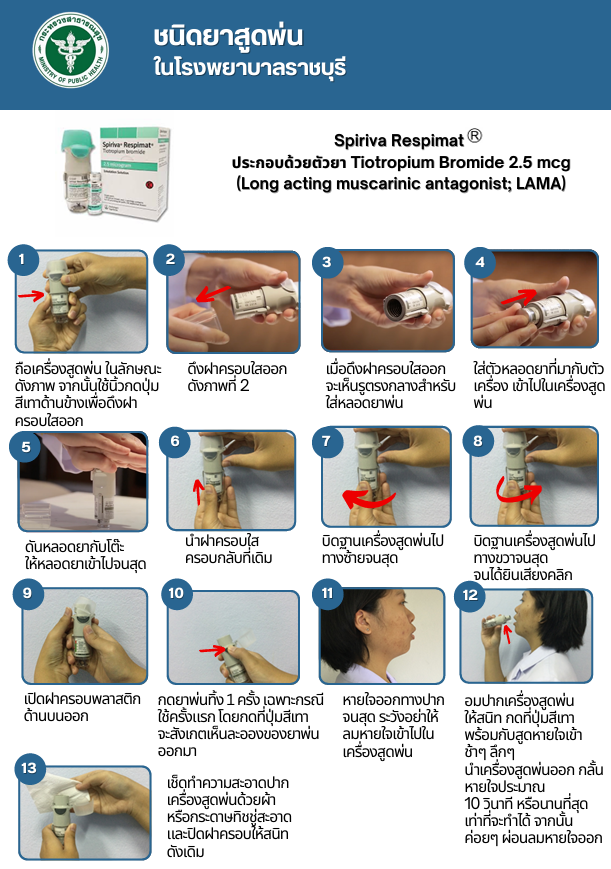 กระทรวงสาธารณสุข
MINISTRY OF PUBLIC HEALTH
ชนิดยาสูดพ่น
ในโรงพยาบาลราชบุรี
Spiriva® Respimat®
Tiotropium bromide
Spiriva Respimat ®
ประกอบด้วยตัวยา Tiotropium Bromide 2.5 mcg
(Long acting muscarinic antagonist; LAMA)
1
ถือเครื่องสูดพ่น ในลักษณะ
ดังภาพ จากนั้นใช้นิ้วกดปุ่ม
สีเทาด้านข้างเพื่อดึงฝา
ครอบใสออก
2
ดึงฝาครอบใสออก
ดังภาพที่ 2
3
เมื่อดึงฝาครอบใสออก
จะเห็นรูตรงกลางสำหรับ
ใส่หลอดยาพ่น
4
ใส่ตัวหลอดยาที่มากับตัว
เครื่อง เข้าไปในเครื่องสูด
พ่น
5
ดันหลอดยากับโต๊ะ
ให้หลอดยาเข้าไปจนสุด
6
นำฝาครอบใส
ครอบกลับที่เดิม
7
บิดฐานเครื่องสูดพ่นไป
ทางซ้ายจนสุด
8
บิดฐานเครื่องสูดพ่นไป
ทางขวาจนสุด
จนได้ยินเสียงคลิก
9
เปิดฝาครอบพลาสติก
ด้านบนออก
10
กดยาพ่นทิ้ง 1 ครั้ง เฉพาะกรณี
ใช้ครั้งแรก โดยกดที่ปุ่มสีเทา
จะสังเกตเห็นละอองของยาพ่น
ออกมา
11
หายใจออกทางปาก
จนสุด ระวังอย่าให้
ลมหายใจเข้าไปใน
เครื่องสูดพ่น
12
อมปากเครื่องสูดพ่น
ให้สนิท กดที่ปุ่มสีเทา
พร้อมกับสูดหายใจเข้า
ช้าๆ ลึกๆ
นำเครื่องสูดพ่นออก กลั้น
หายใจประมาณ
10 วินาที หรือนานที่สุด
เท่าที่จะทำได้ จากนั้น
ค่อยๆ ผ่อนลมหายใจออก
13
เช็ดทำความสะอาดปาก
เครื่องสูดพ่นด้วยผ้า
หรือกระดาษทิชชู่สะอาด
และปิดฝาครอบให้สนิท
ดังเดิม